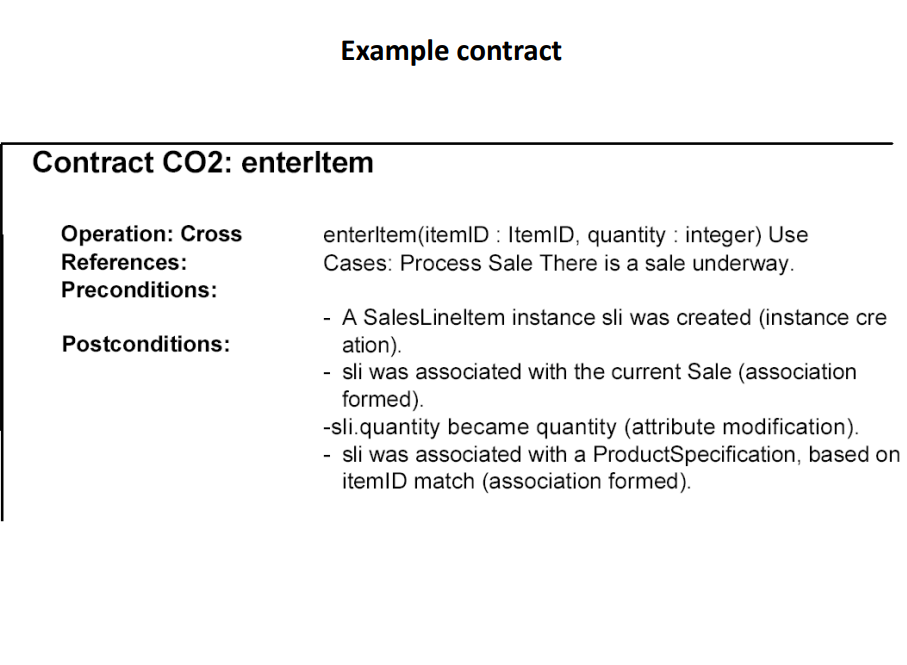 Example contract
Contract CO2: enterItem
Operation: Cross
References:
Preconditions:
Postconditions:
enterItem(itemID : ItemID, quantity : integer) Use
Cases: Process Sale There is a sale underway.
- A SalesLineItem instance sli was created (instance cre
ation).
- sli was associated with the current Sale (association
formed).
-sli.quantity became quantity (attribute modification).
- sli was associated with a ProductSpecification, based on
itemID match (association formed).